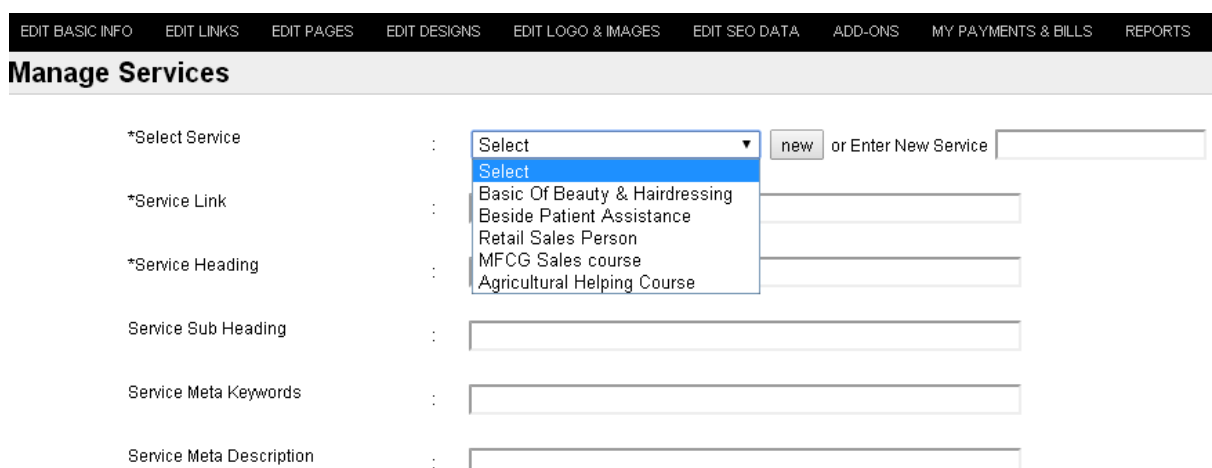 EDIT BASIC INFO EDIT LINKS EDIT PAGES EDIT DESIGNS EDIT LOGO & IMAGES EDIT SEO DATA ADD-ONS MY PAYMENTS & BILLS REPORTS
Manage Services
*Select Service : Select new or Enter New Service
Select
Basic Of Beauty & Hairdressing
*Service Link :
Beside Patient Assistance
Retail Sales Person
*Service Heading :
MFCG Sales course
Agricultural Helping Course
Service Sub Heading :
Service Meta Keywords :
Service Meta Description :